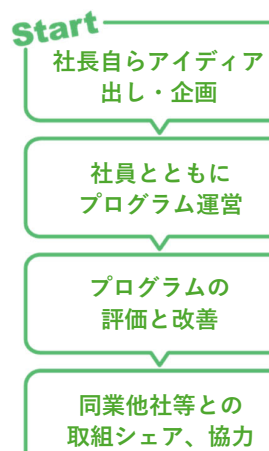 Start
社長自らアイディア
出し・企画
社員とともに
プログラム運営
プログラムの
評価と改善
同業他社等との
取組シェア、協力